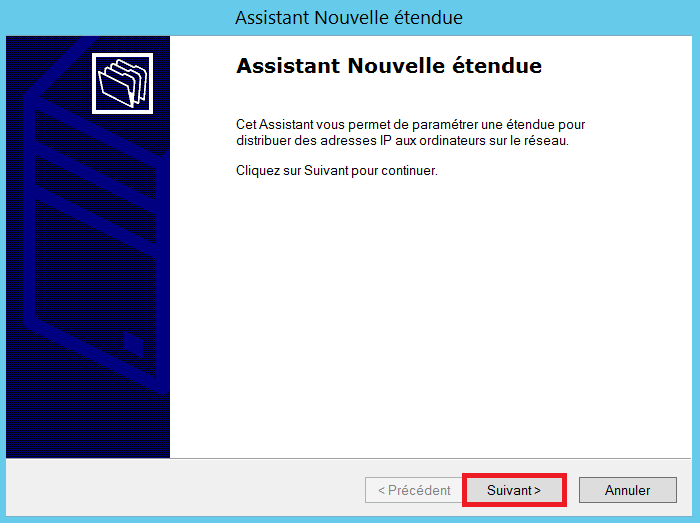 Assistant Nouvelle étendue
Assistant Nouvelle étendue
Cet Assistant vous permet de paramétrer une étendue pour
distribuer des adresses IP aux ordinateurs sur le réseau.
Cliquez sur Suivant pour continuer.
< Précédent
Suivant >
Annuler